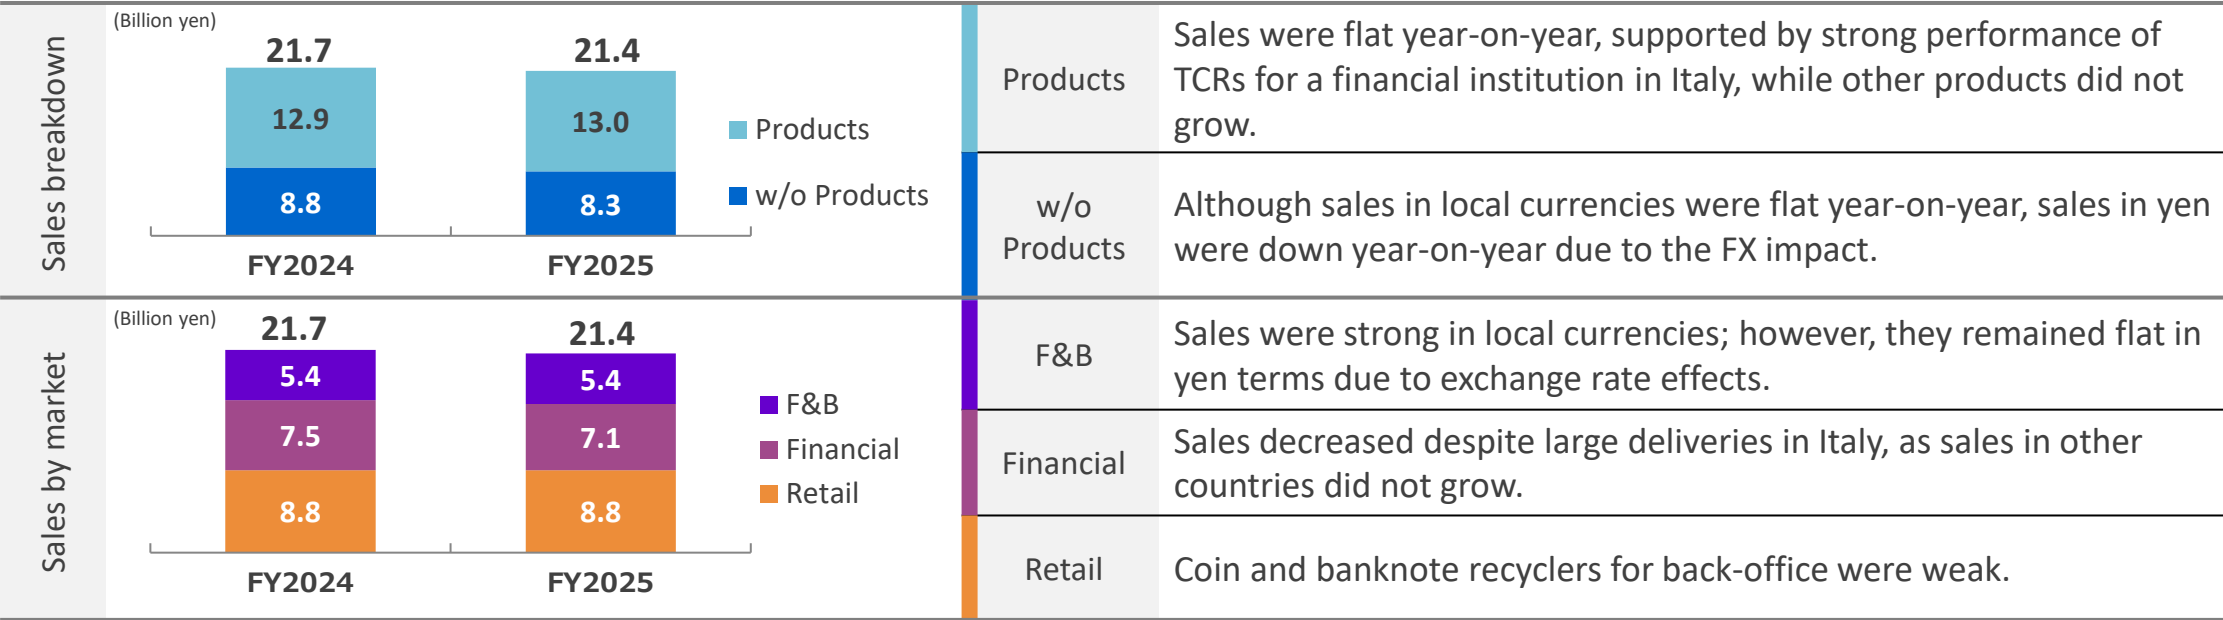 Sales breakdown
(Billion yen)
21.7
21.4
12.9
13.0
8.8
8.3
FY2024
FY2025
Products
w/o Products
Products
Sales were flat year-on-year, supported by strong performance of
TCRs for a financial institution in Italy, while other products did not
grow.
w/o
Products
Although sales in local currencies were flat year-on-year, sales in yen
were down year-on-year due to the FX impact.
Sales by market
(Billion yen)
21.7
21.4
5.4
5.4
7.5
7.1
8.8
8.8
FY2024
FY2025
F&B
Financial
Retail
F&B
Sales were strong in local currencies; however, they remained flat in
yen terms due to exchange rate effects.
Financial
Sales decreased despite large deliveries in Italy, as sales in other
countries did not grow.
Retail
Coin and banknote recyclers for back-office were weak.